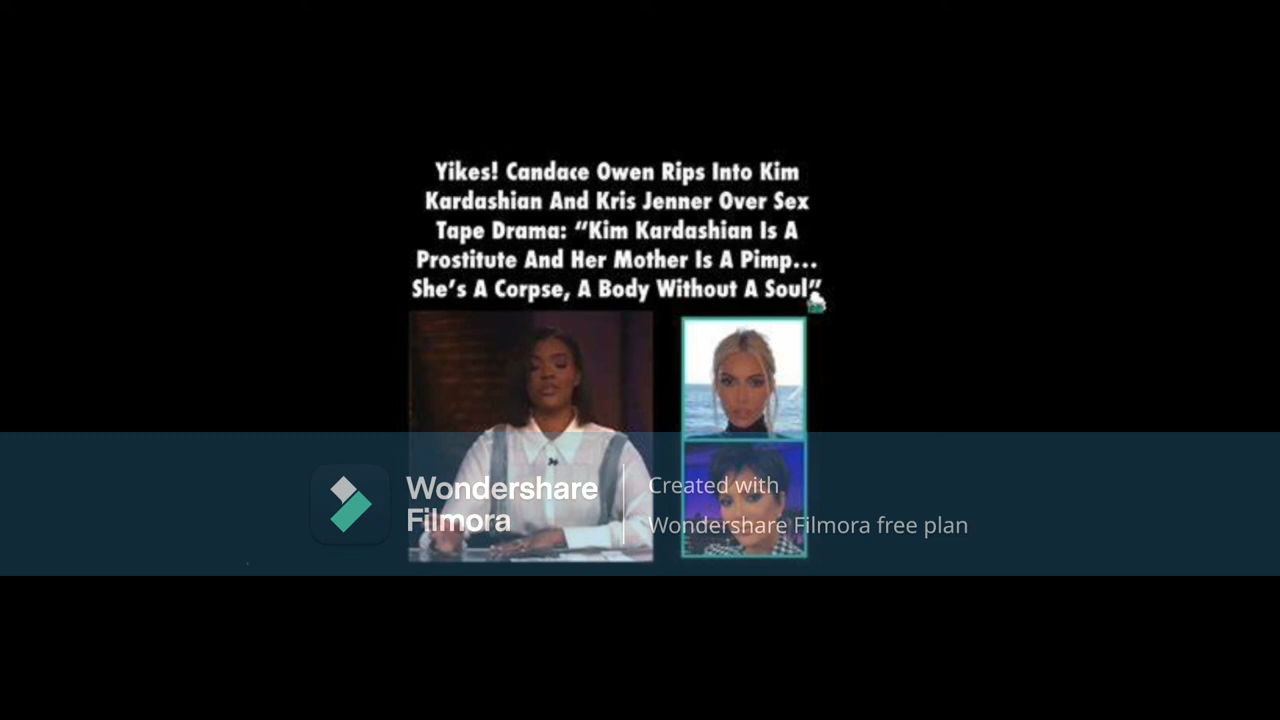 Yikes! Candace Owen Rips Into Kim
Kardashian And Kris Jenner Over Sex
Tape Drama: “Kim Kardashian Is A
Prostitute And Her Mother Is A Pimp...
She’s A Corpse, A Body Without A Soul”
Wondershare
Filmora
Created with
Wondershare Filmora free plan